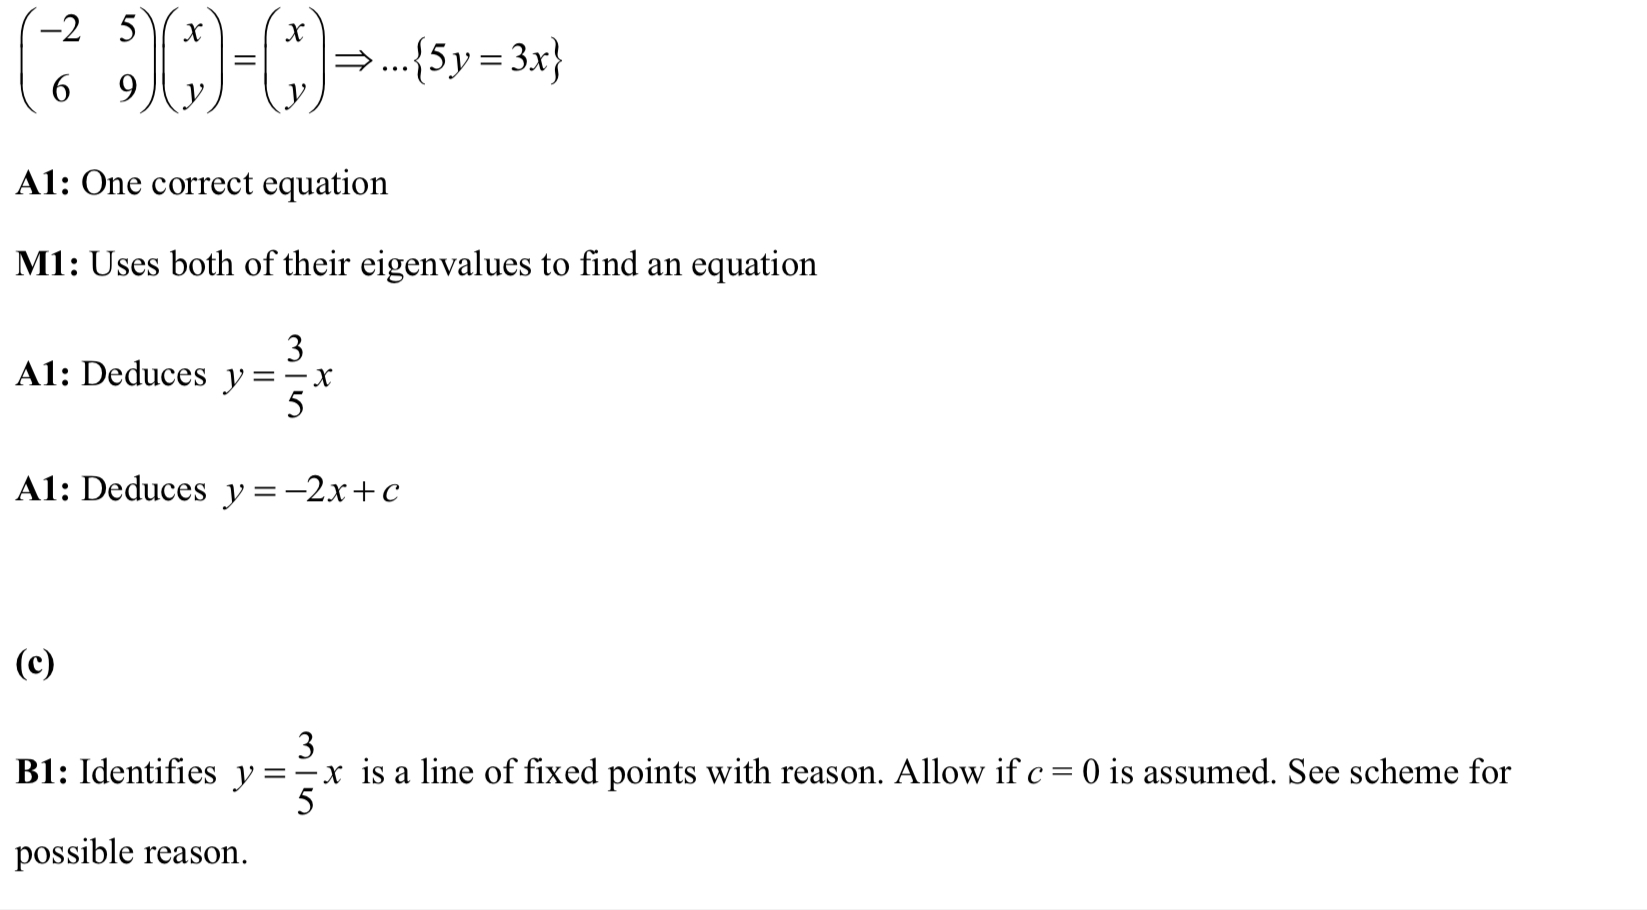 $\begin{pmatrix} -2 & 5 \\ 6 & 9 \end{pmatrix}\begin{pmatrix} x \\ y \end{pmatrix} = \begin{pmatrix} x \\ y \end{pmatrix} \Rightarrow ...\{5y = 3x\}$
A1: One correct equation
M1: Uses both of their eigenvalues to find an equation
A1: Deduces $y = \frac{3}{5}x$
A1: Deduces $y = -2x + c$
(c)
B1: Identifies $y = \frac{3}{5}x$ is a line of fixed points with reason. Allow if $c = 0$ is assumed. See scheme for
possible reason.